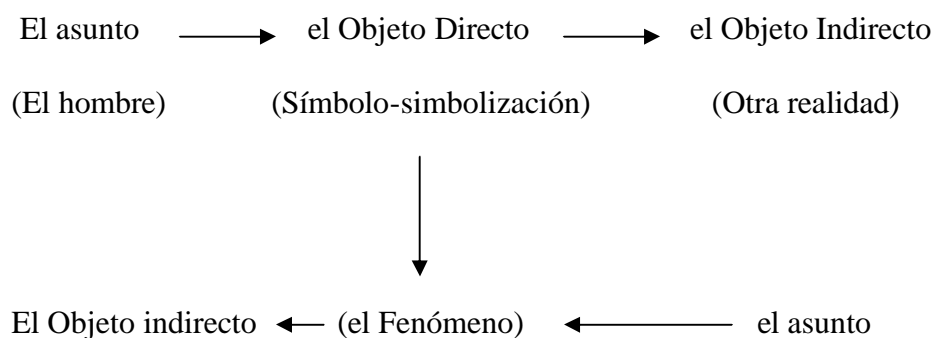 El asunto el Objeto Directo el Objeto Indirecto
(El hombre) (Símbolo-simbolización) (Otra realidad)
El Objeto indirecto (el Fenómeno) el asunto